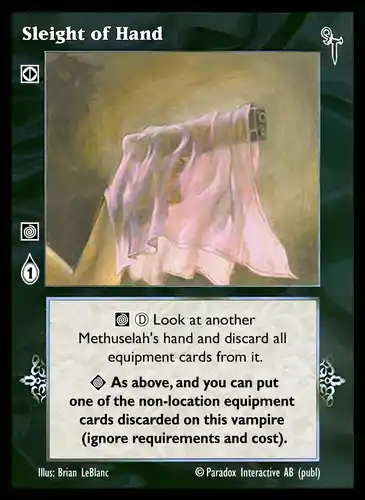 Sleight of Hand
1
Ⓓ Look at another
Methuselah's hand and discard all
equipment cards from it.
As above, and you can put
one of the non-location equipment
cards discarded on this vampire
(ignore requirements and cost).
Illus: Brian LeBlanc
© Paradox Interactive AB (publ)